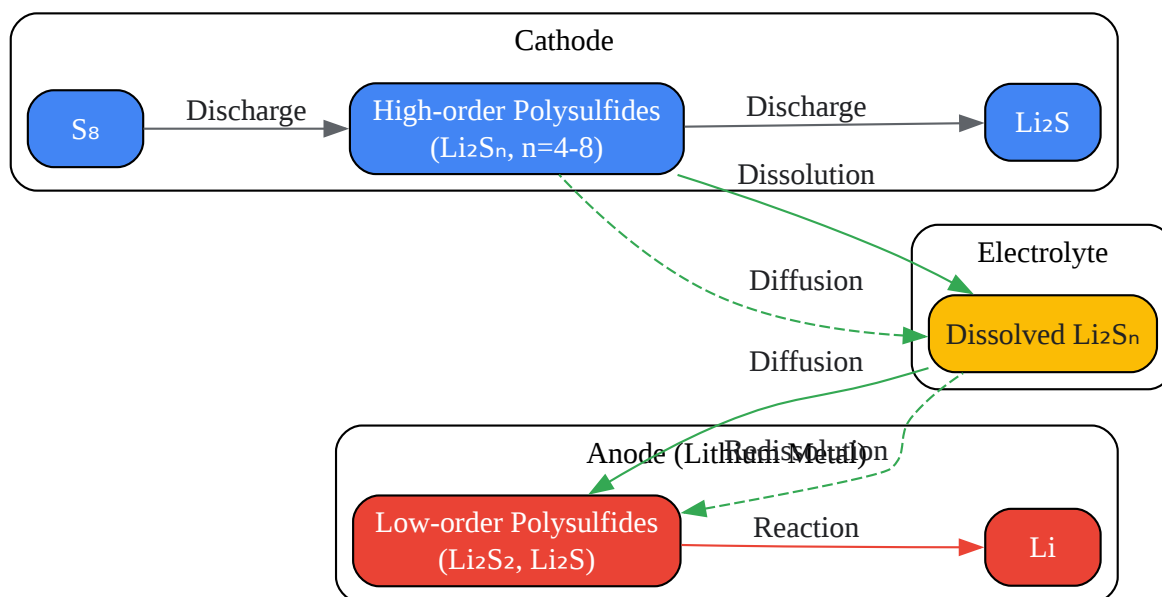 Cathode
S₈
Discharge
High-order Polysulfides
(Li₂Sₙ, n=4-8)
Discharge
Li₂S
Dissolution
Electrolyte
Diffusion
Dissolved Li₂Sₙ
Diffusion
Anode (Lithium Metal)
Redissolution
Low-order Polysulfides
(Li₂S₂, Li₂S)
Reaction
Li